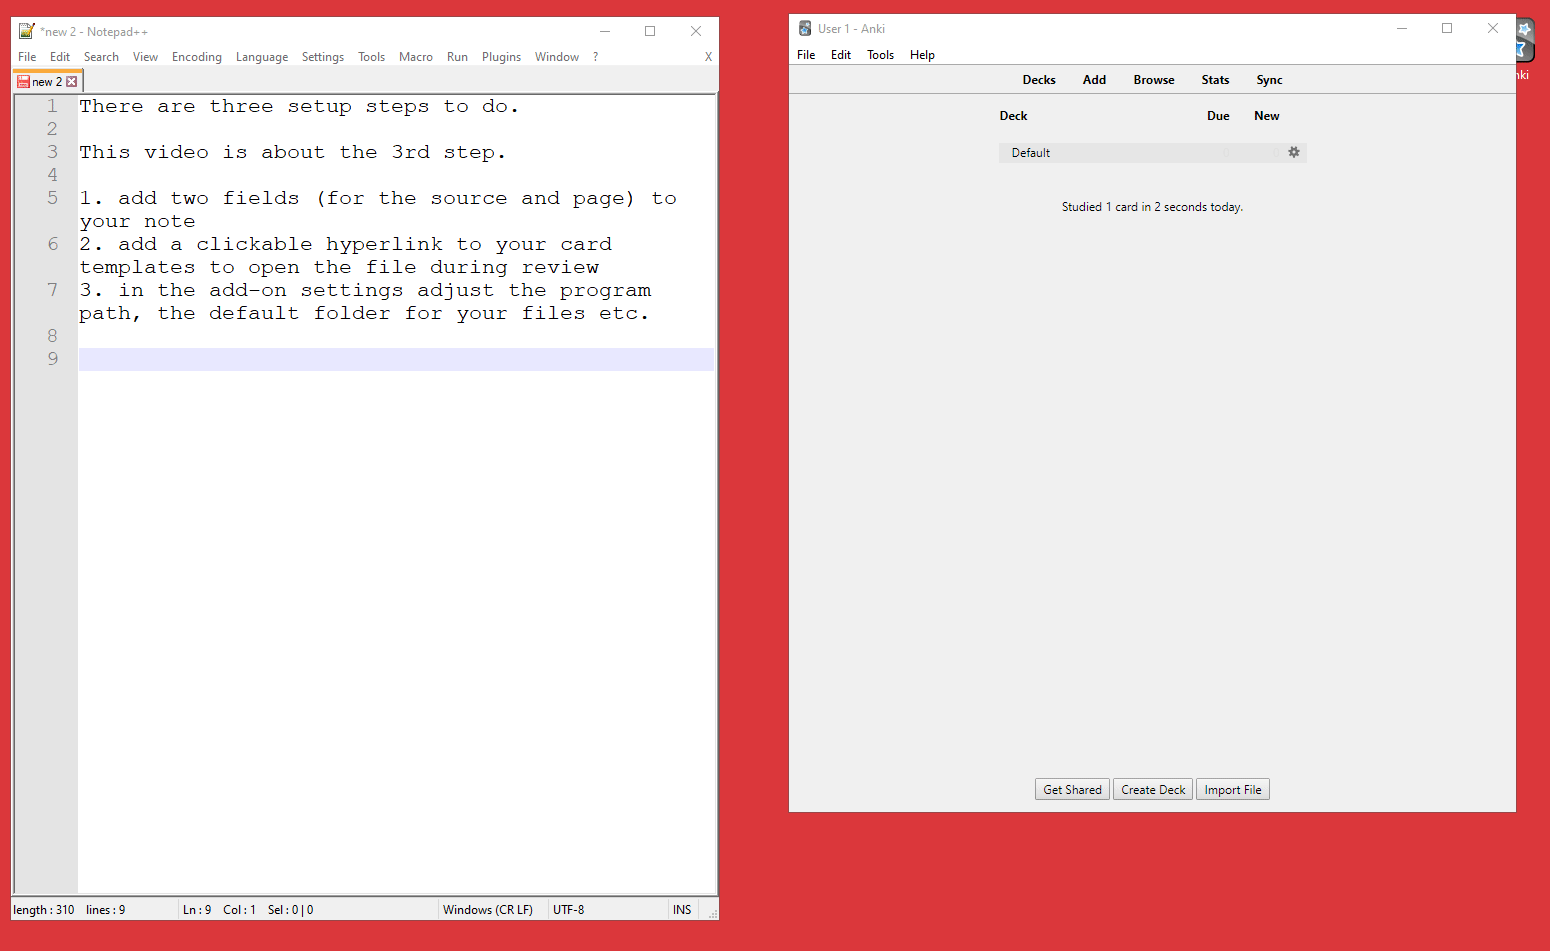 *new 2 - Notepad++
File Edit Search View Encoding Language Settings Tools Macro Run Plugins Window ? X
new 2
1 There are three setup steps to do.
2
3 This video is about the 3rd step.
4
5 1. add two fields (for the source and page) to
your note
6 2. add a clickable hyperlink to your card
templates to open the file during review
7 3. in the add-on settings adjust the program
path, the default folder for your files etc.
8
9
length : 310 lines : 9 Ln : 9 Col : 1 Sel : 0 | 0 Windows (CR LF) UTF-8 INS
User 1 - Anki
File Edit Tools Help
Decks Add Browse Stats Sync
Deck Due New
Default
Studied 1 card in 2 seconds today.
Get Shared Create Deck Import File
nki